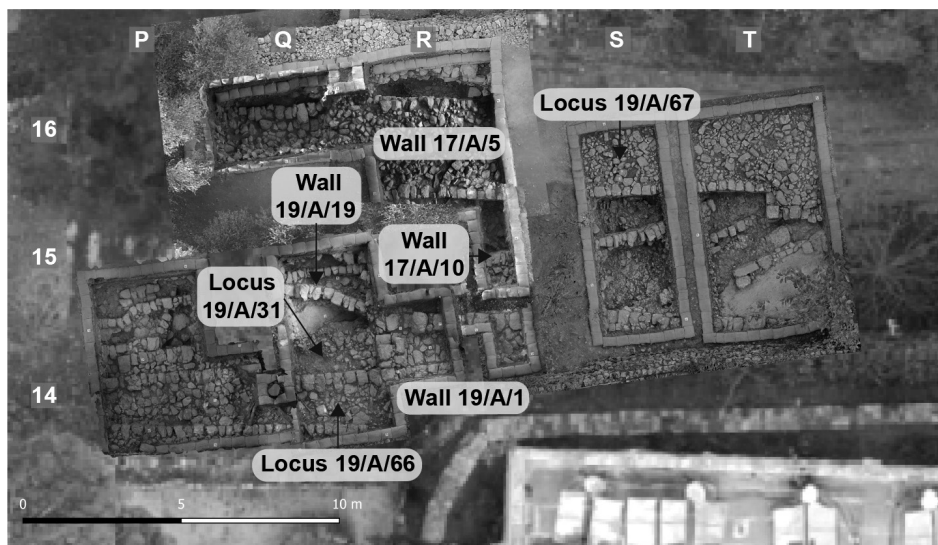 P Q R S T
Locus 19/A/67
16
Wall 17/A/5
Wall
19/A/19
15
Wall
17/A/10
Locus
19/A/31
14
Wall 19/A/1
Locus 19/A/66
0 5 10 m